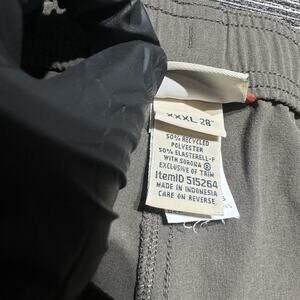 XXXL 28"
50% RECYCLED
POLYESTER
50% ELASTERELL-P
WITH SORONA ®
EXCLUSIVE OF TRIM
ItemID 515264
MADE IN INDONESIA
CARE ON REVERSE